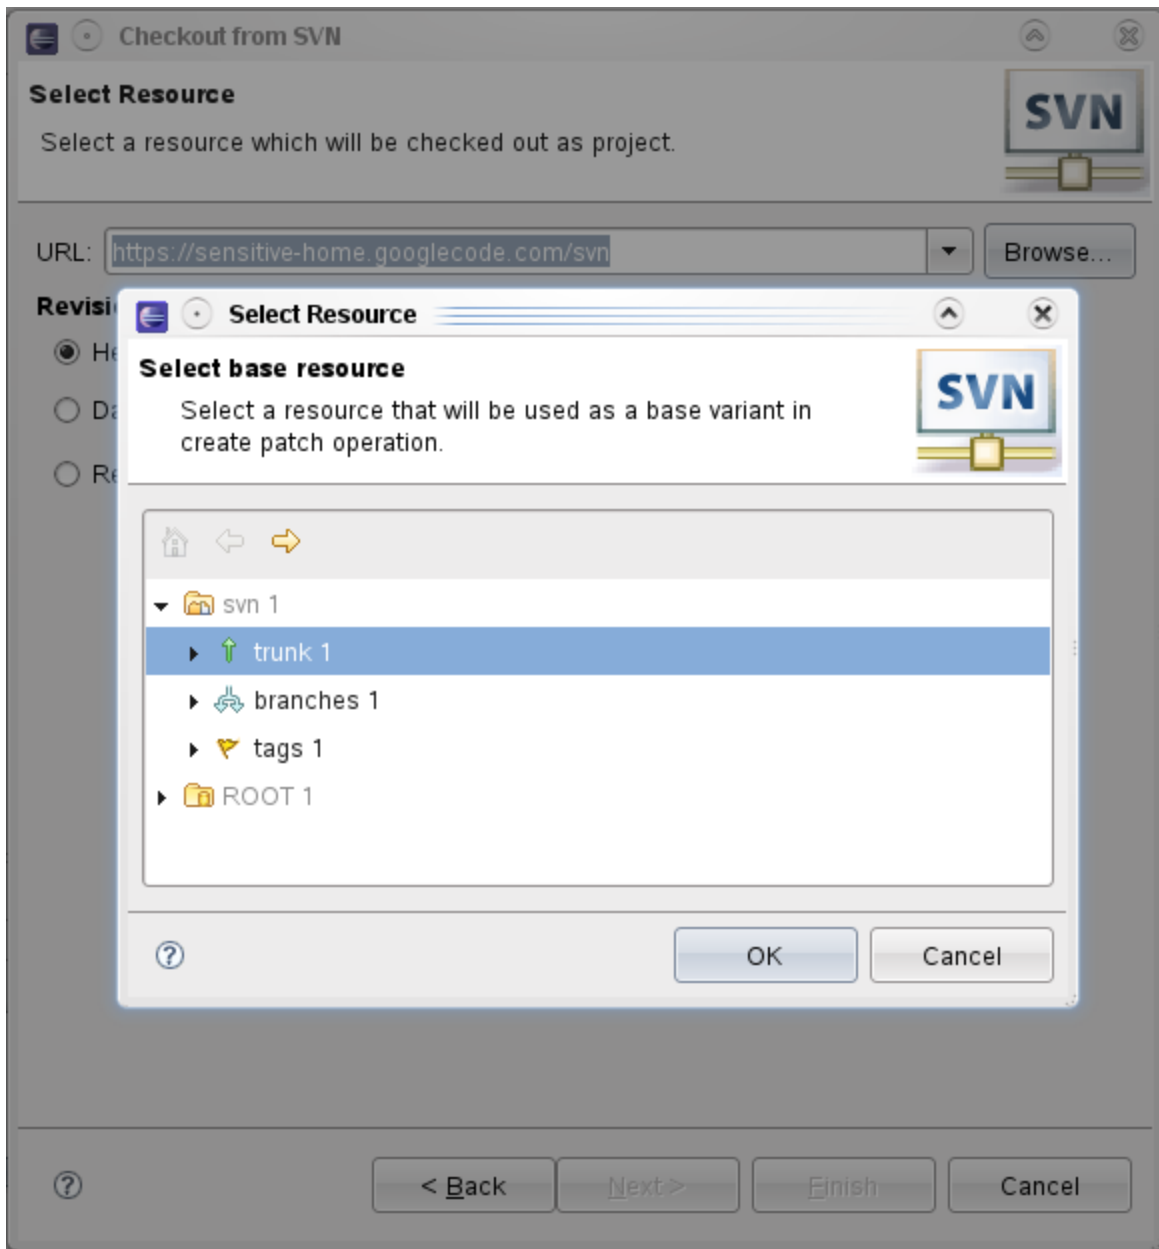 Checkout from SVN
Select Resource
Select a resource which will be checked out as project.
SVN
URL: https://sensitive-home.googlecode.com/svn Browse...
Revisi
He
Da
Re
Select Resource
Select base resource
Select a resource that will be used as a base variant in
create patch operation.
SVN
svn 1
trunk 1
branches 1
tags 1
ROOT 1
? OK Cancel
? < Back Next > Finish Cancel